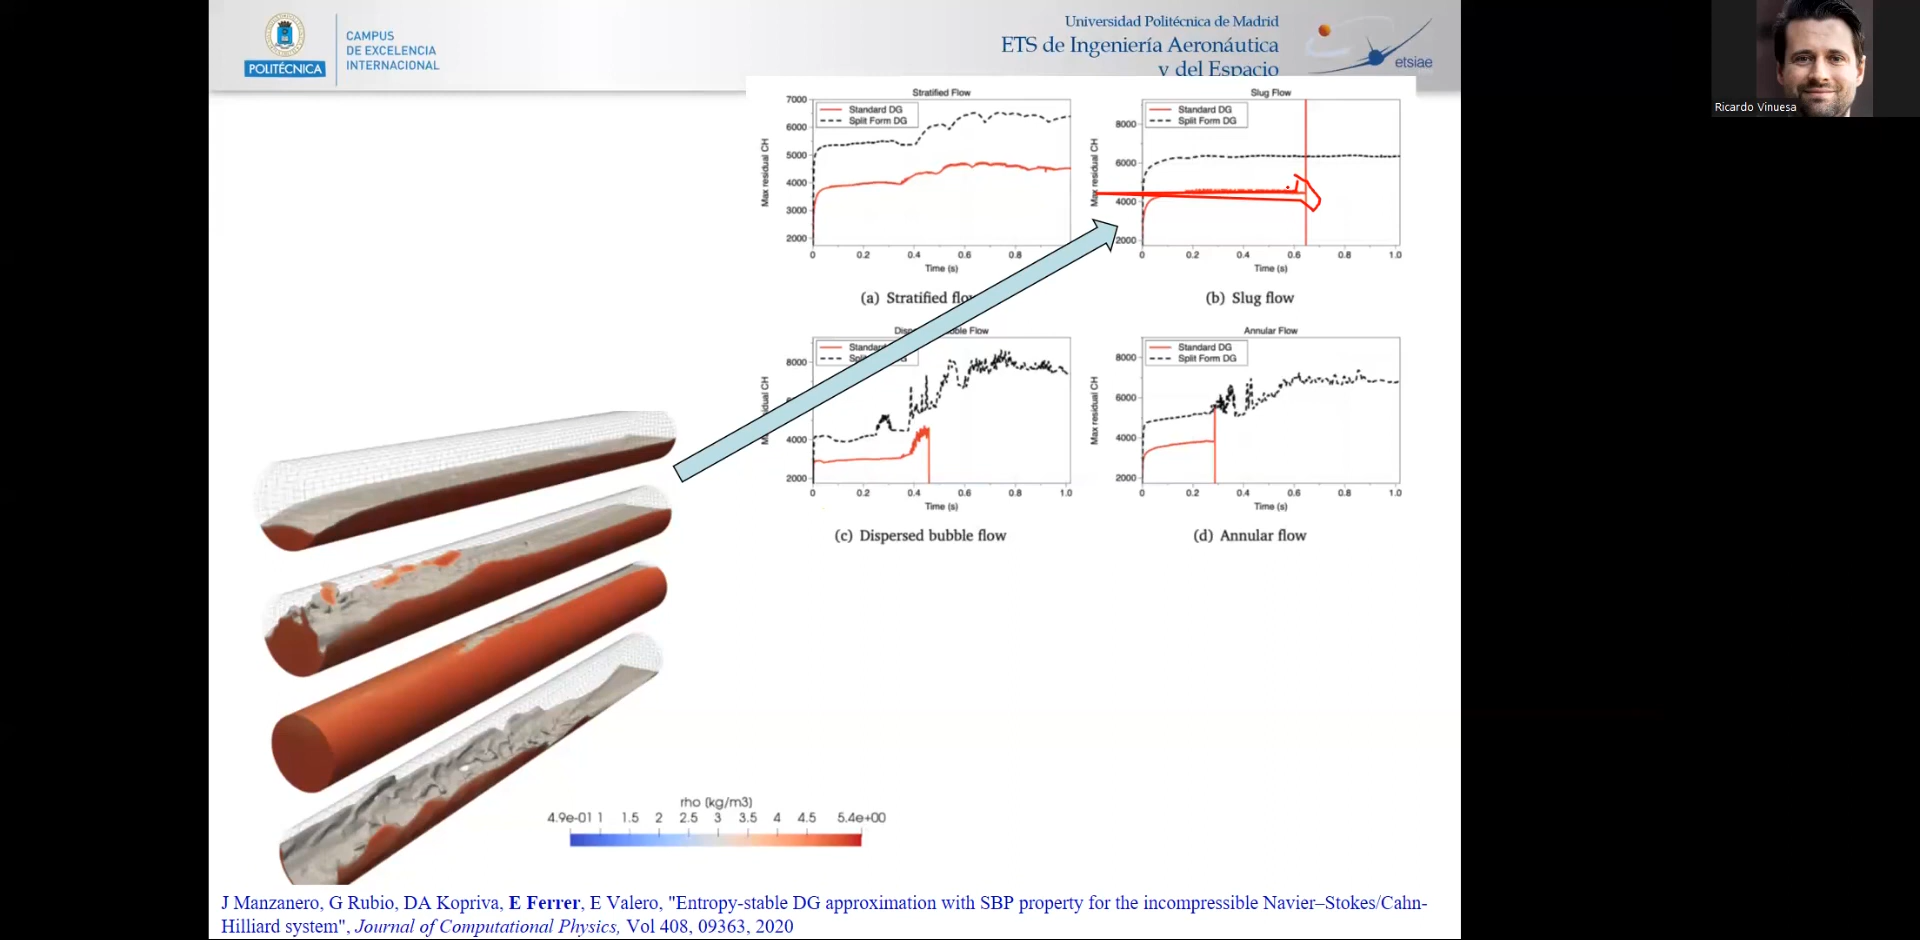 POLITÉCNICA
CAMPUS
DE EXCELENCIA
INTERNACIONAL
Universidad Politécnica de Madrid
ETS de Ingeniería Aeronáutica
y del Espacio
etsiae
Ricardo Vinuesa
Stratified Flow
Standard DG
Split Form DG
Max residual CH
7000
6000
5000
4000
3000
2000
0 0.2 0.4 0.6 0.8
Time (s)
(a) Stratified flo
Slug Flow
Standard DG
Split Form DG
Max residual CH
8000
6000
4000
2000
0 0.2 0.4 0.6 0.8 1.0
Time (s)
(b) Slug flow
Dis ble Flow
Standar
Spl G
8000
4000
2000
0 0.2 0.4 0.6 0.8 1.0
Time (s)
(c) Dispersed bubble flow
Annular Flow
Standard DG
Split Form DG
Max residual CH
8000
6000
4000
2000
0 0.2 0.4 0.6 0.8 1.0
Time (s)
(d) Annular flow
rho [kg/m3]
4.9e-01 1 1.5 2 2.5 3 3.5 4 4.5 5.4e+00
J Manzanero, G Rubio, DA Kopriva, E Ferrer, E Valero, "Entropy-stable DG approximation with SBP property for the incompressible Navier–Stokes/Cahn-
Hilliard system", Journal of Computational Physics, Vol 408, 09363, 2020